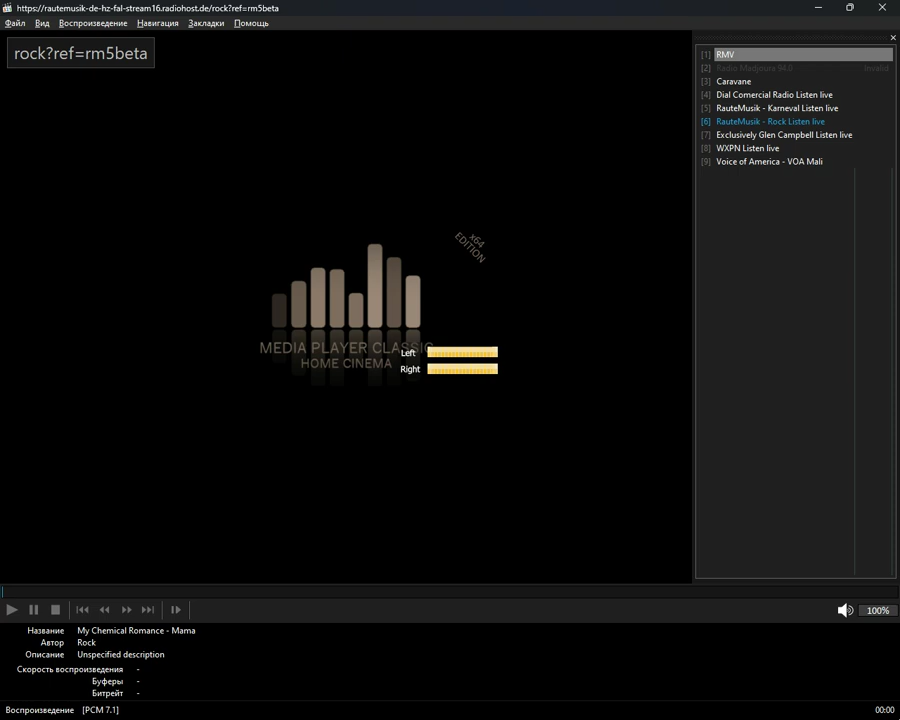 https://rautemusik-de-hz-fal-stream16.radiohost.de/rock?ref=rm5beta
Файл Вид Воспроизведение Навигация Закладки Помощь
rock?ref=rm5beta
[1] RMV
[2] Radio Madjoura 94.0 Invalid
[3] Caravane
[4] Dial Comercial Radio Listen live
[5] RauteMusik - Karneval Listen live
[6] RauteMusik - Rock Listen live
[7] Exclusively Glen Campbell Listen live
[8] WXPN Listen live
[9] Voice of America - VOA Mali
x64
EDITION
MEDIA PLAYER CLASSIC
HOME CINEMA
Left
Right
100%
Название My Chemical Romance - Mama
Автор Rock
Описание Unspecified description
Скорость воспроизведения -
Буферы -
Битрейт -
Воспроизведение [PCM 7.1] 00:00